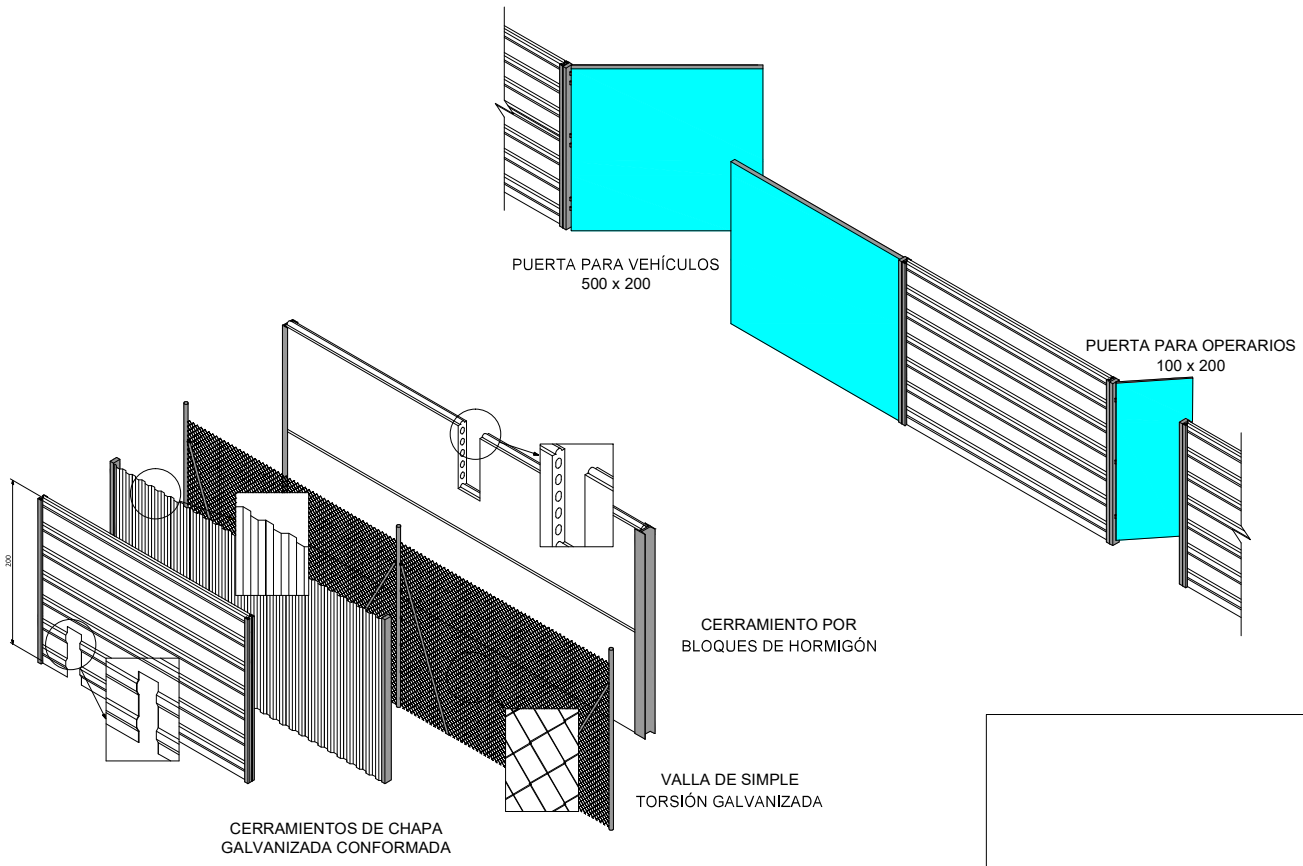 PUERTA PARA VEHÍCULOS
500 x 200
PUERTA PARA OPERARIOS
100 x 200
200
CERRAMIENTO POR
BLOQUES DE HORMIGÓN
VALLA DE SIMPLE
TORSIÓN GALVANIZADA
CERRAMIENTOS DE CHAPA
GALVANIZADA CONFORMADA